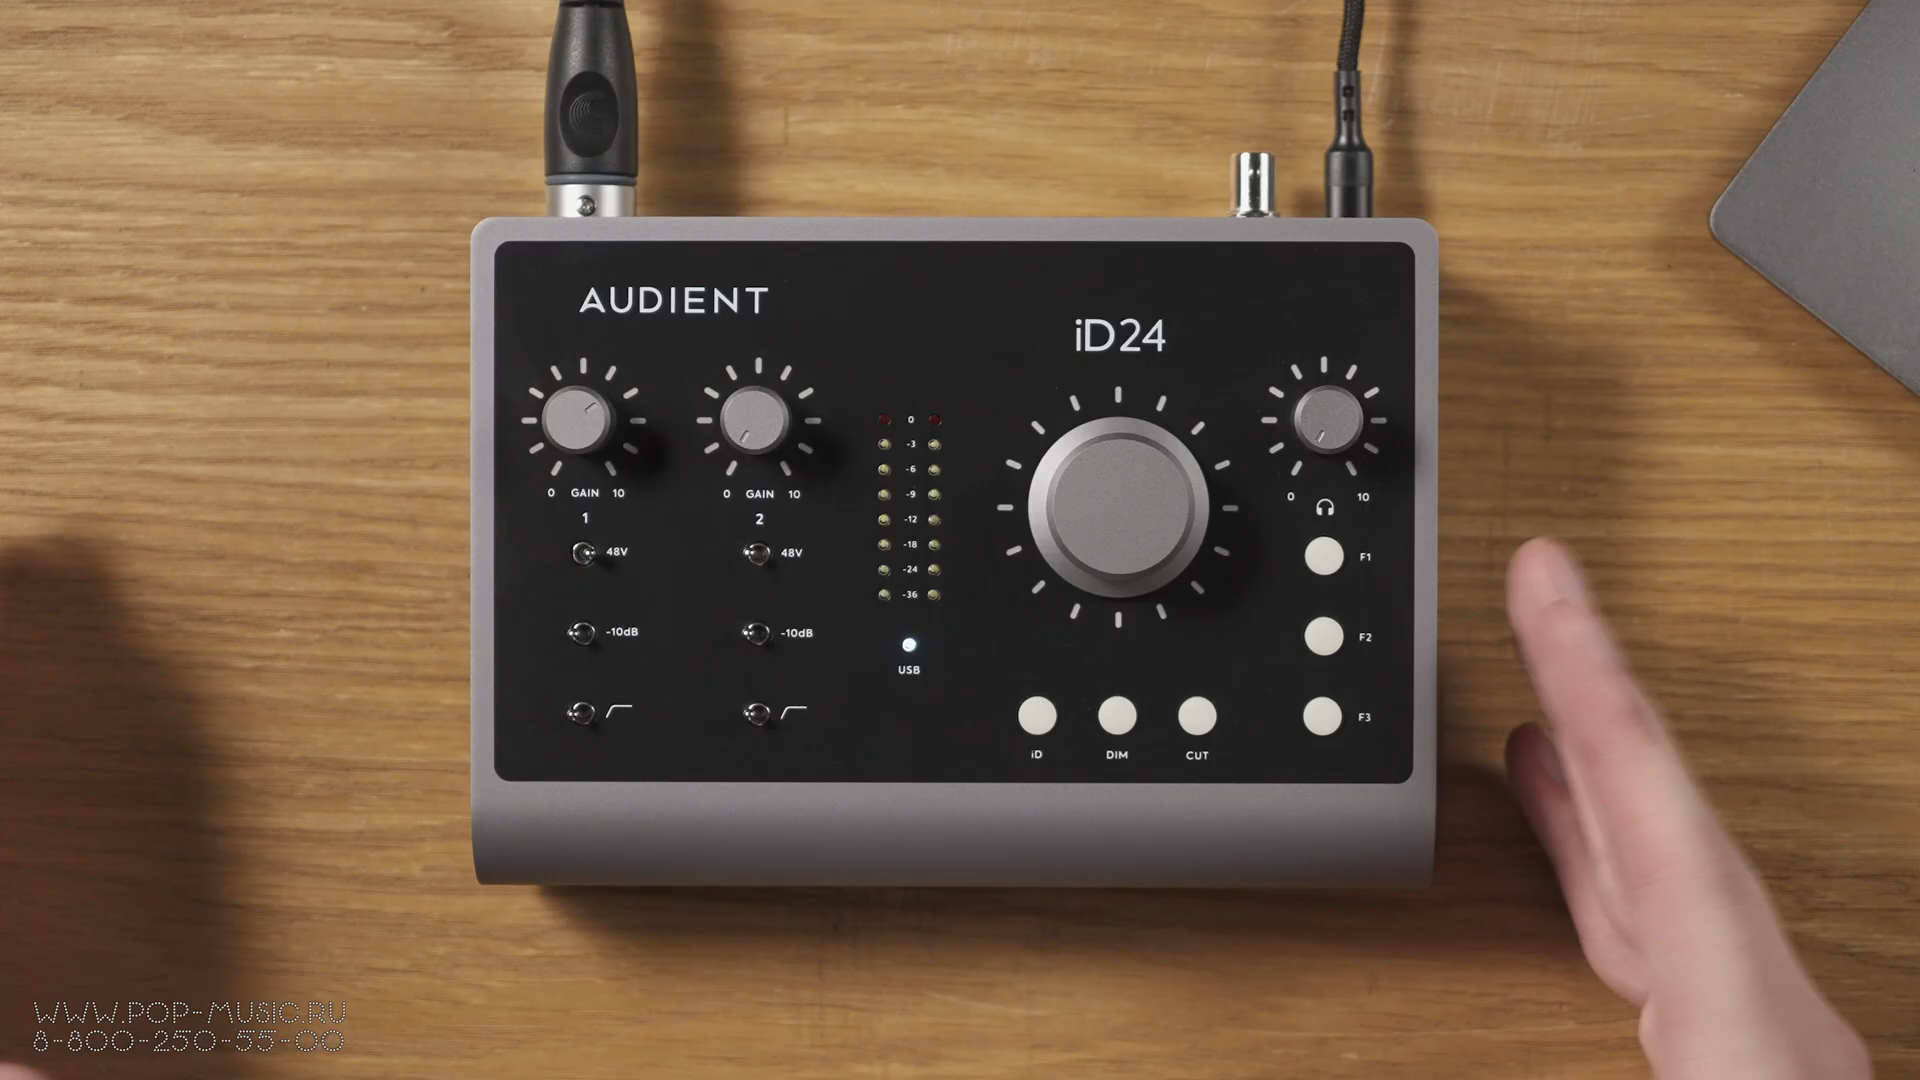 AUDIENT
iD24
0 GAIN 10
1
0 GAIN 10
2
0 10
48V
48V
-10dB
-10dB
0
-3
-6
-9
-12
-18
-24
-36
USB
iD
DIM
CUT
F1
F2
F3
WWW.POP-MUSIC.RU
8-800-250-55-00